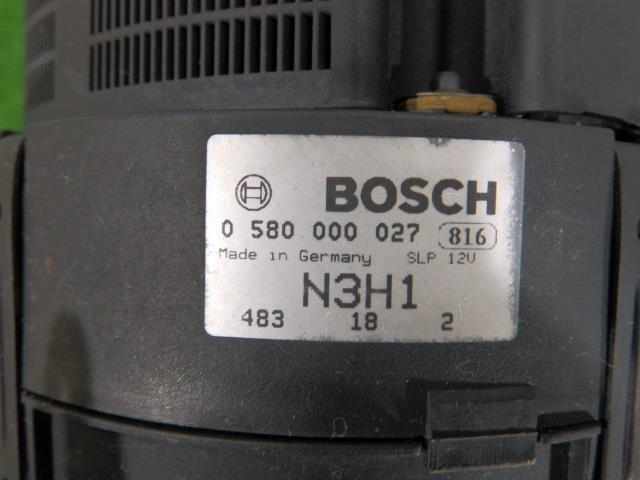 BOSCH
0 580 000 027 816
Made in Germany SLP 12V
N3H1
483 18 2